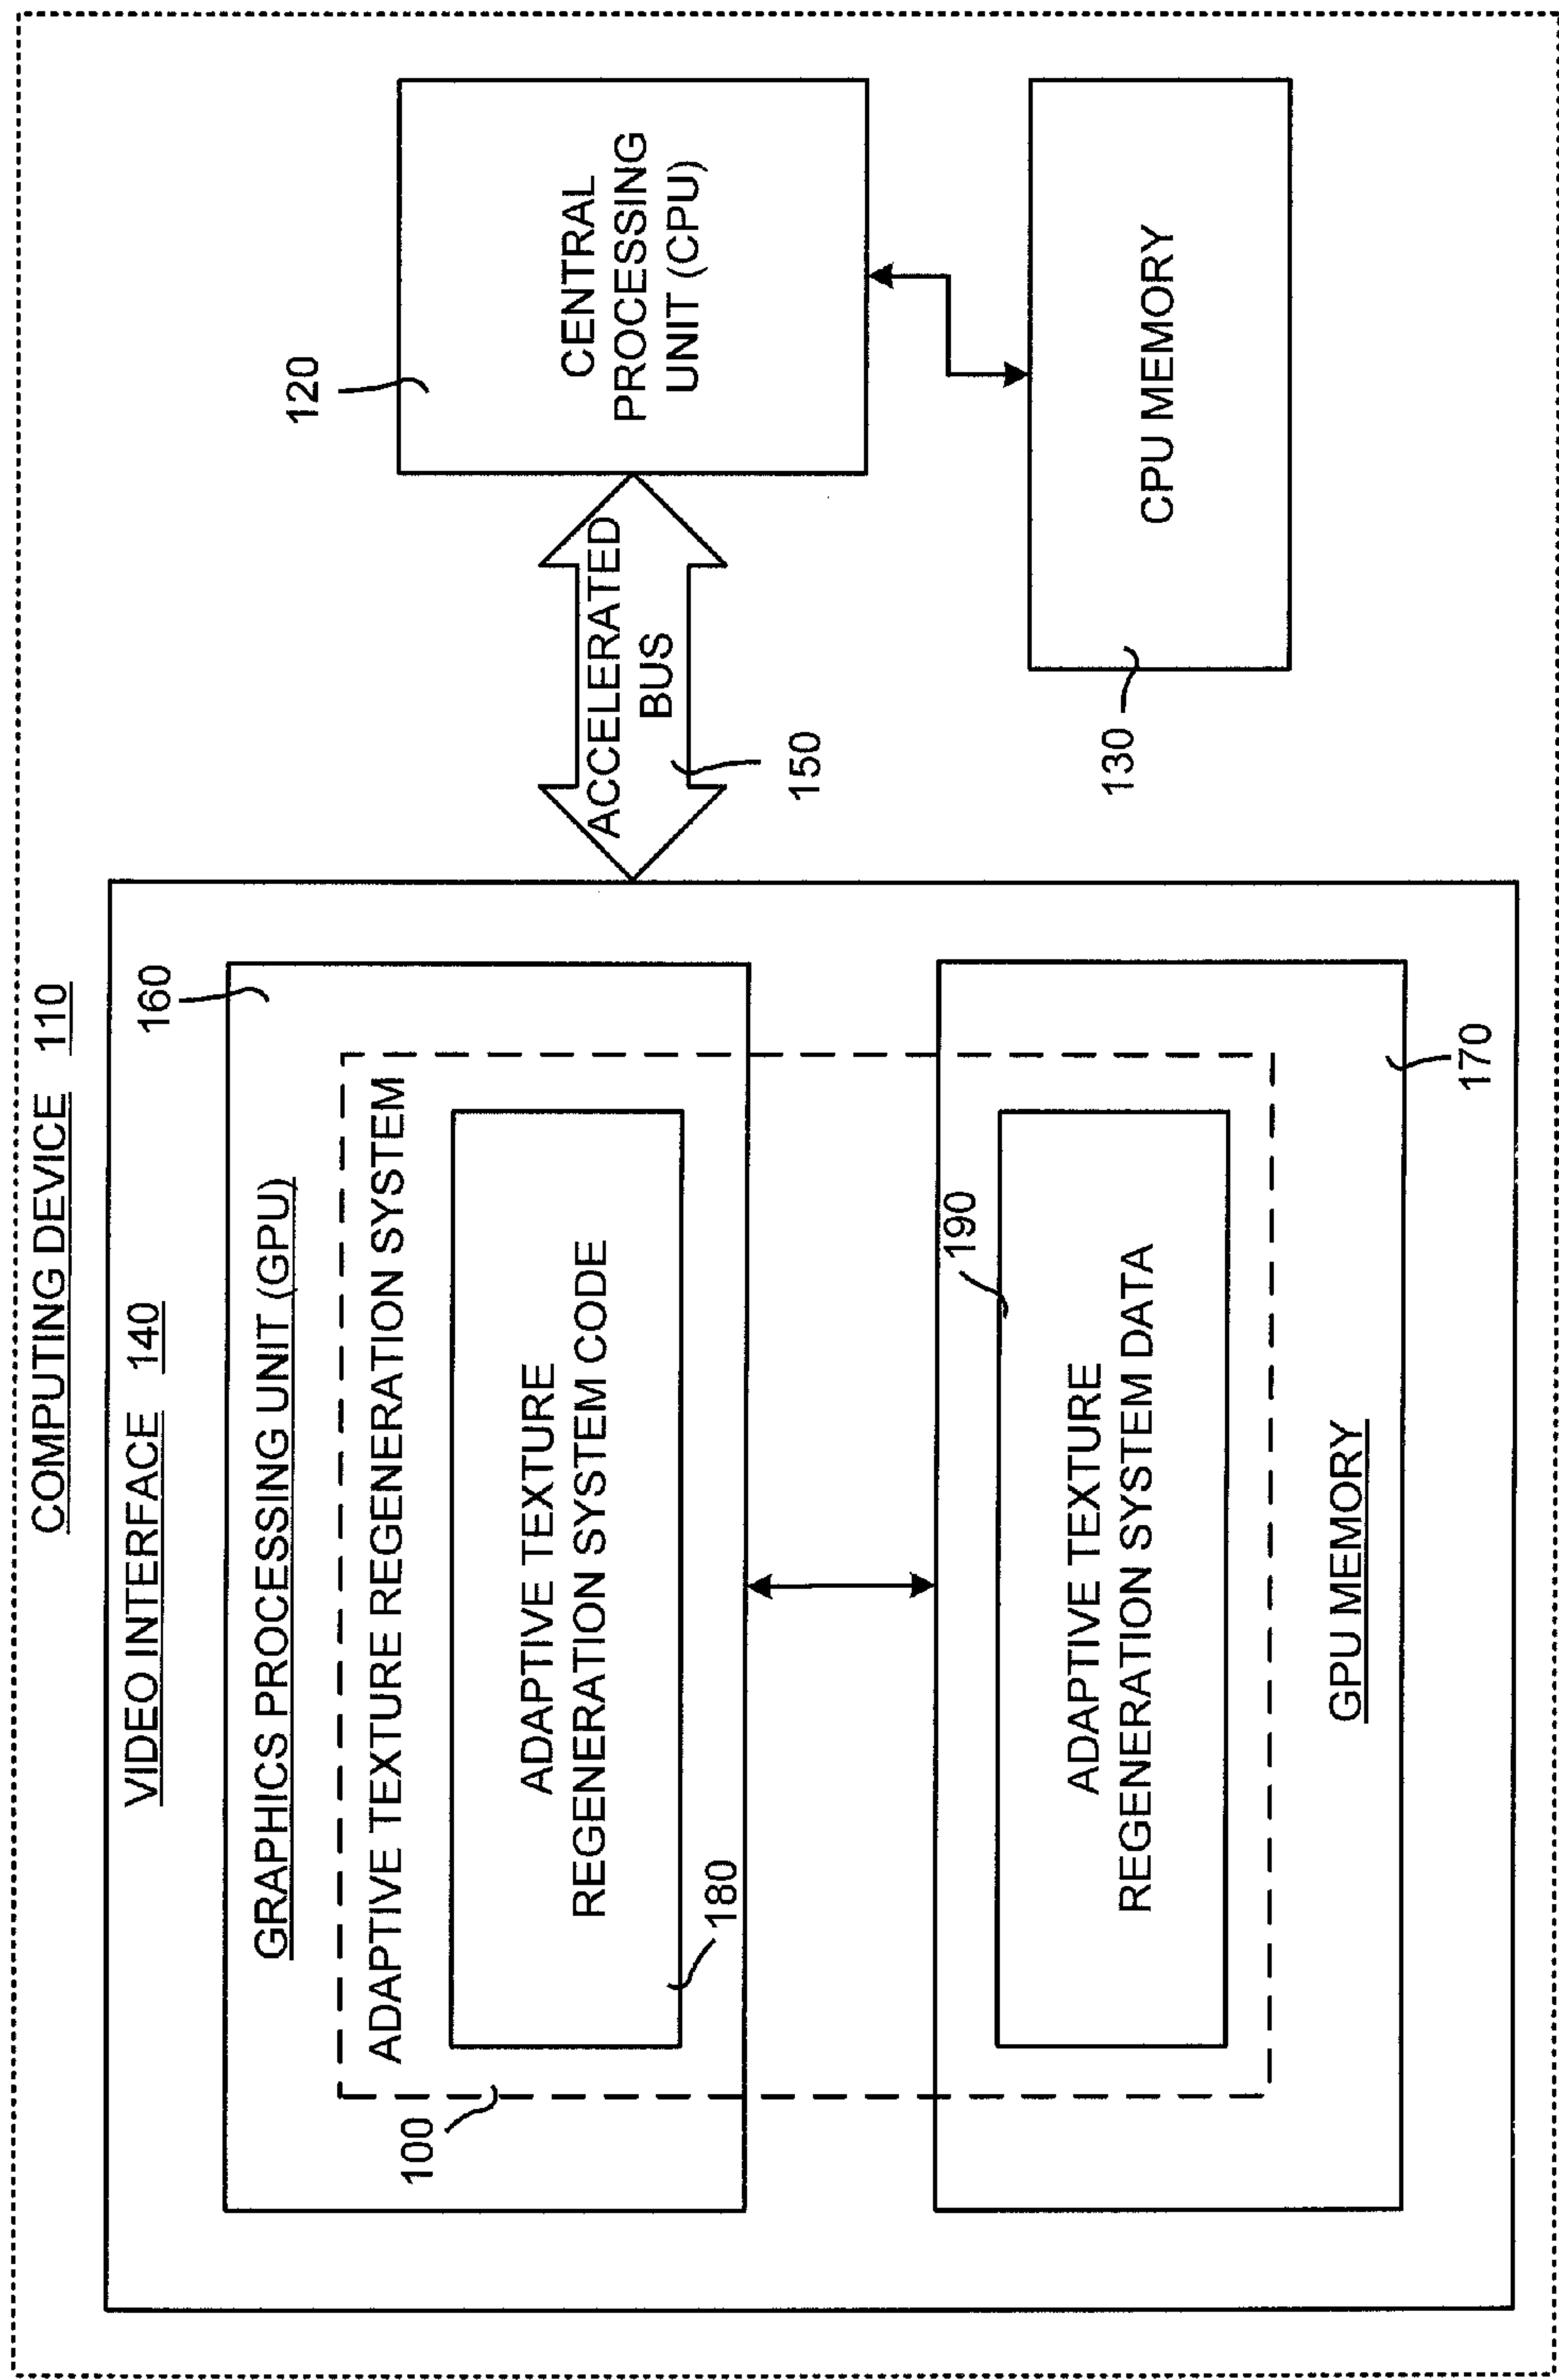 COMPUTING DEVICE 110
VIDEO INTERFACE 140
160
GRAPHICS PROCESSING UNIT (GPU)
100
ADAPTIVE TEXTURE REGENERATION SYSTEM
ADAPTIVE TEXTURE
REGENERATION SYSTEM CODE
180
190
ADAPTIVE TEXTURE
REGENERATION SYSTEM DATA
GPU MEMORY
170
ACCELERATED
BUS
150
120
CENTRAL
PROCESSING
UNIT (CPU)
130
CPU MEMORY